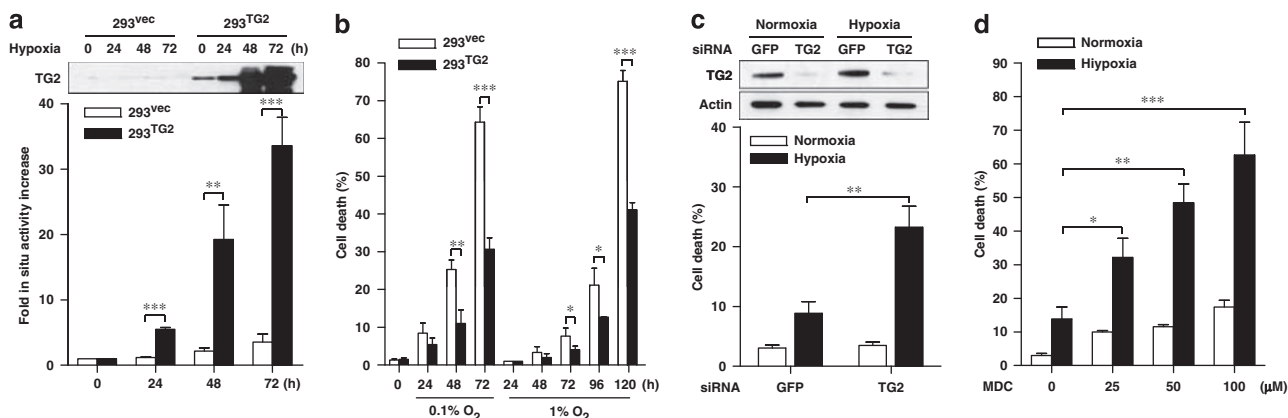 a
293vec 293TG2
Hypoxia 0 24 48 72 0 24 48 72 (h)
TG2
293vec
293TG2
Fold in situ activity increase
40
30
20
10
0
***
**
***
0 24 48 72 (h)
b
293vec
293TG2
Cell death (%)
80
70
60
50
40
30
20
10
0
**
***
*
*
***
0 24 48 72 24 48 72 96 120 (h)
0.1% O2 1% O2
c
Normoxia Hypoxia
siRNA GFP TG2 GFP TG2
TG2
Actin
Normoxia
Hypoxia
Cell death (%)
40
30
20
10
0
**
siRNA GFP TG2
d
Normoxia
Hiypoxia
Cell death (%)
90
80
70
60
50
40
30
20
10
0
***
**
*
MDC 0 25 50 100 (μM)